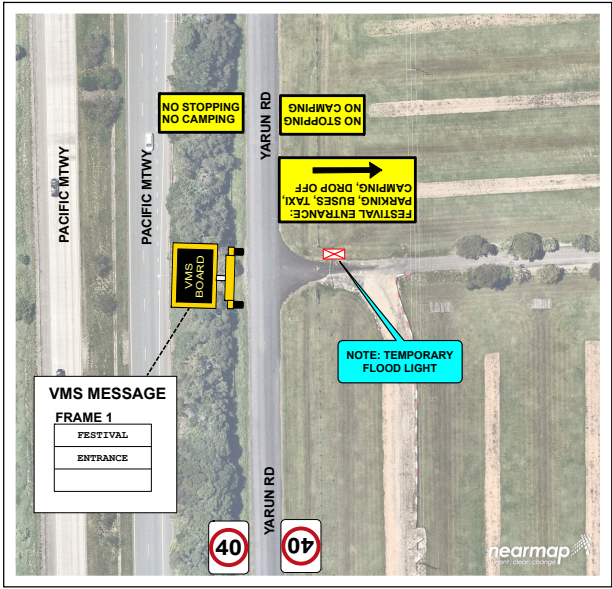 NO STOPPING
NO CAMPING
NO STOPPING
NO CAMPING
YARUN RD
PACIFIC MTWY
PACIFIC MTWY
FESTIVAL ENTRANCE:
PARKING, BUSES, TAXI,
CAMPING, DROP OFF
VMS
BOARD
NOTE: TEMPORARY
FLOOD LIGHT
VMS MESSAGE
FRAME 1
FESTIVAL
ENTRANCE
YARUN RD
40
40
nearmap